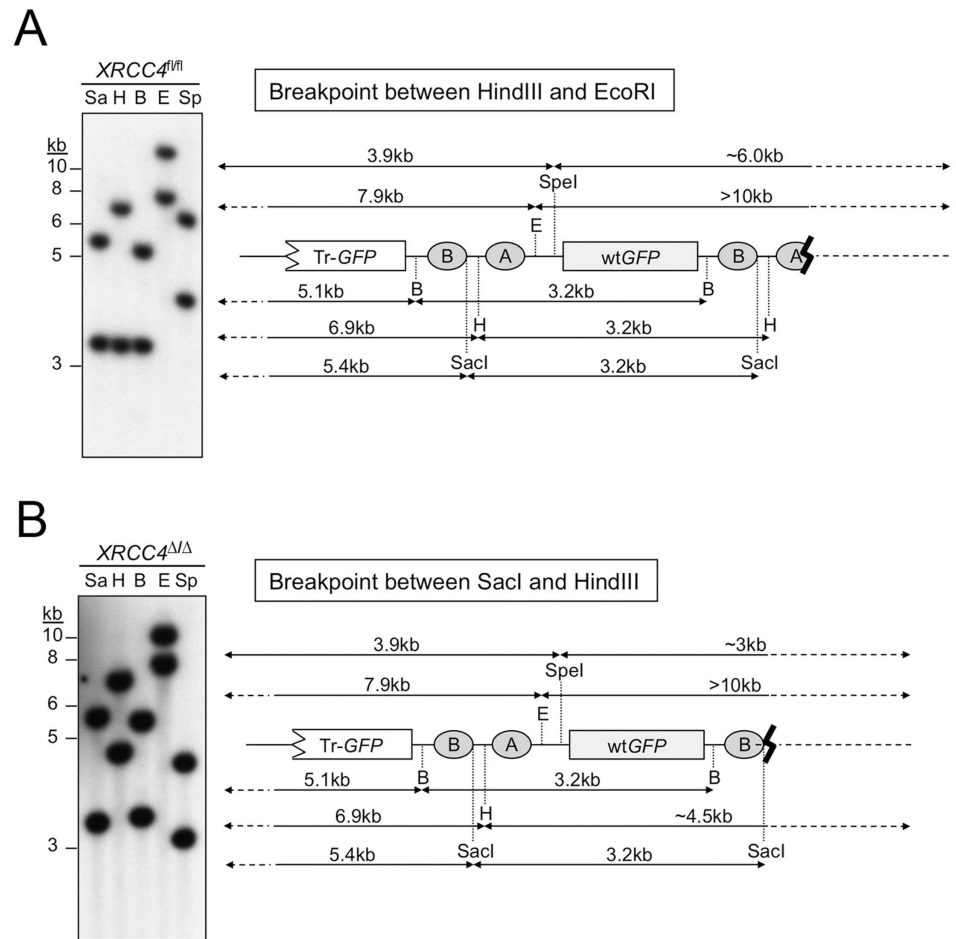 A
XRCC4fl/fl
Sa H B E Sp
kb
10
8
6
5
3
Breakpoint between HindIII and EcoRI
3.9kb ~6.0kb
SpeI
7.9kb >10kb
E
Tr-GFP B A wtGFP B A
B B
5.1kb 3.2kb
H H
6.9kb 3.2kb
SacI SacI
5.4kb 3.2kb
B
XRCC4Δ/Δ
Sa H B E Sp
kb
10
8
6
5
3
Breakpoint between SacI and HindIII
3.9kb ~3kb
SpeI
7.9kb >10kb
E
Tr-GFP B A wtGFP B
B B
5.1kb 3.2kb
H
6.9kb ~4.5kb
SacI SacI
5.4kb 3.2kb